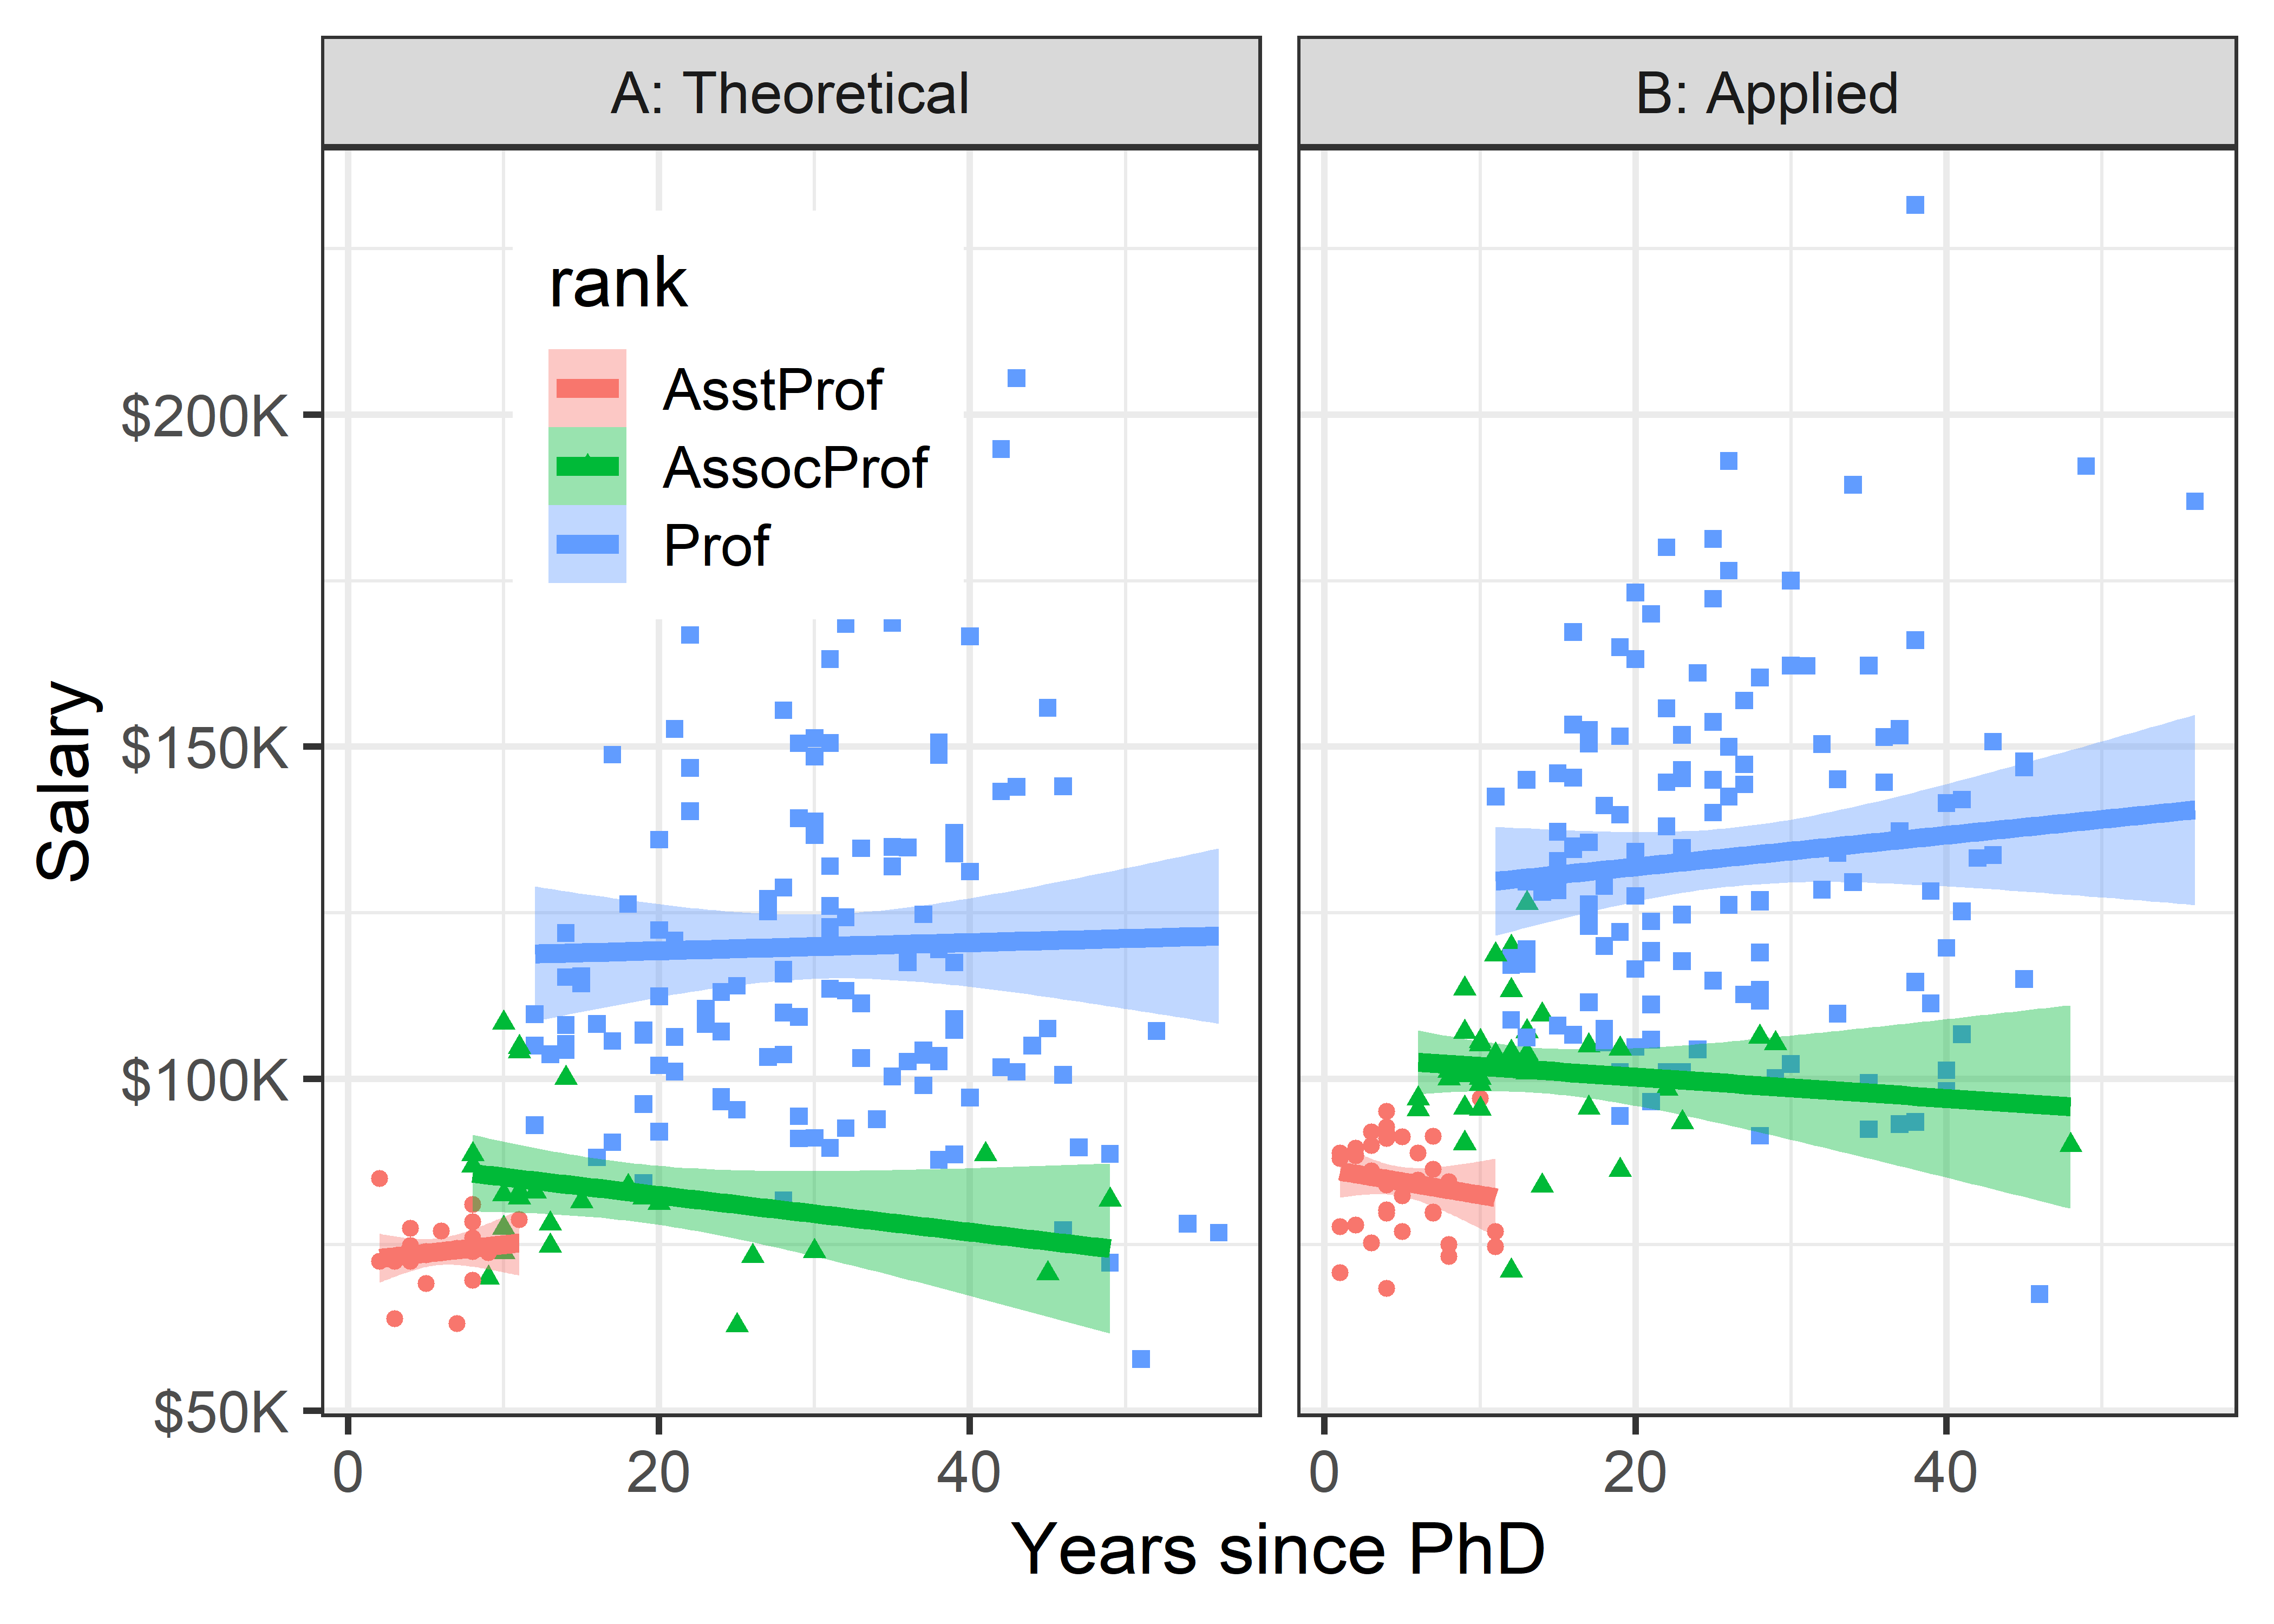 A: Theoretical
B: Applied
rank
AsstProf
AssocProf
Prof
Salary
$200K
$150K
$100K
$50K
0
20
40
0
20
40
Years since PhD